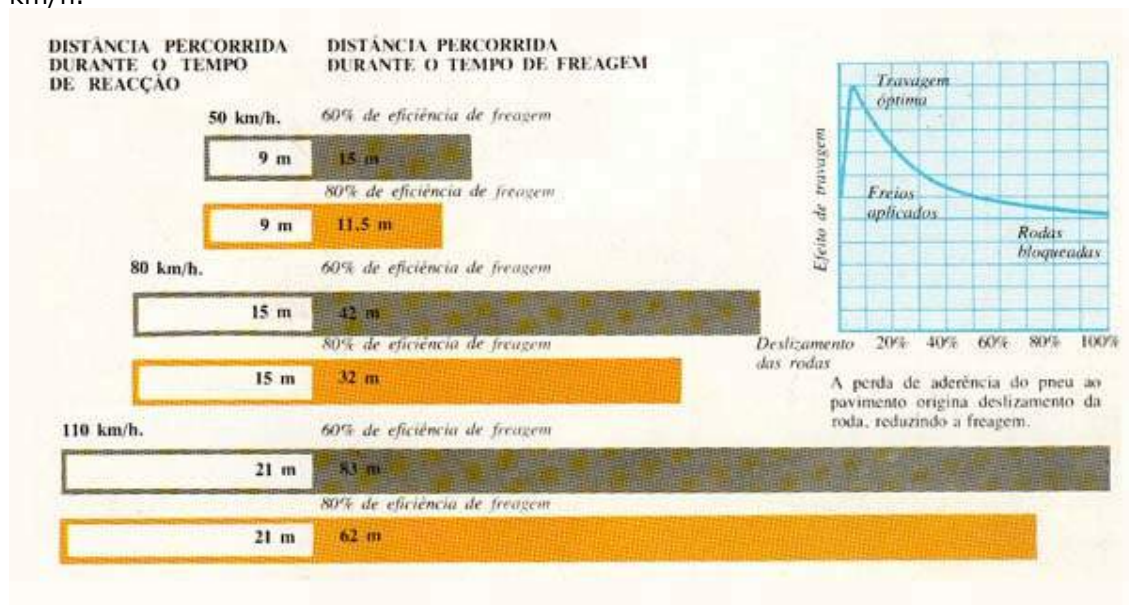 km/h.
DISTÂNCIA PERCORRIDA
DURANTE O TEMPO
DE REACÇÃO
DISTÂNCIA PERCORRIDA
DURANTE O TEMPO DE FREAGEM
50 km/h.
60% de eficiência de freagem
9 m
15 m
80% de eficiência de freagem
9 m
11,5 m
80 km/h.
60% de eficiência de freagem
15 m
42 m
80% de eficiência de freagem
15 m
32 m
110 km/h.
60% de eficiência de freagem
21 m
83 m
80% de eficiência de freagem
21 m
62 m
Efeito de travagem
Travagem
óptima
Freios
aplicados
Rodas
bloqueadas
Deslizamento
das rodas
20% 40% 60% 80% 100%
A perda de aderência do pneu ao
pavimento origina deslizamento da
roda, reduzindo a freagem.